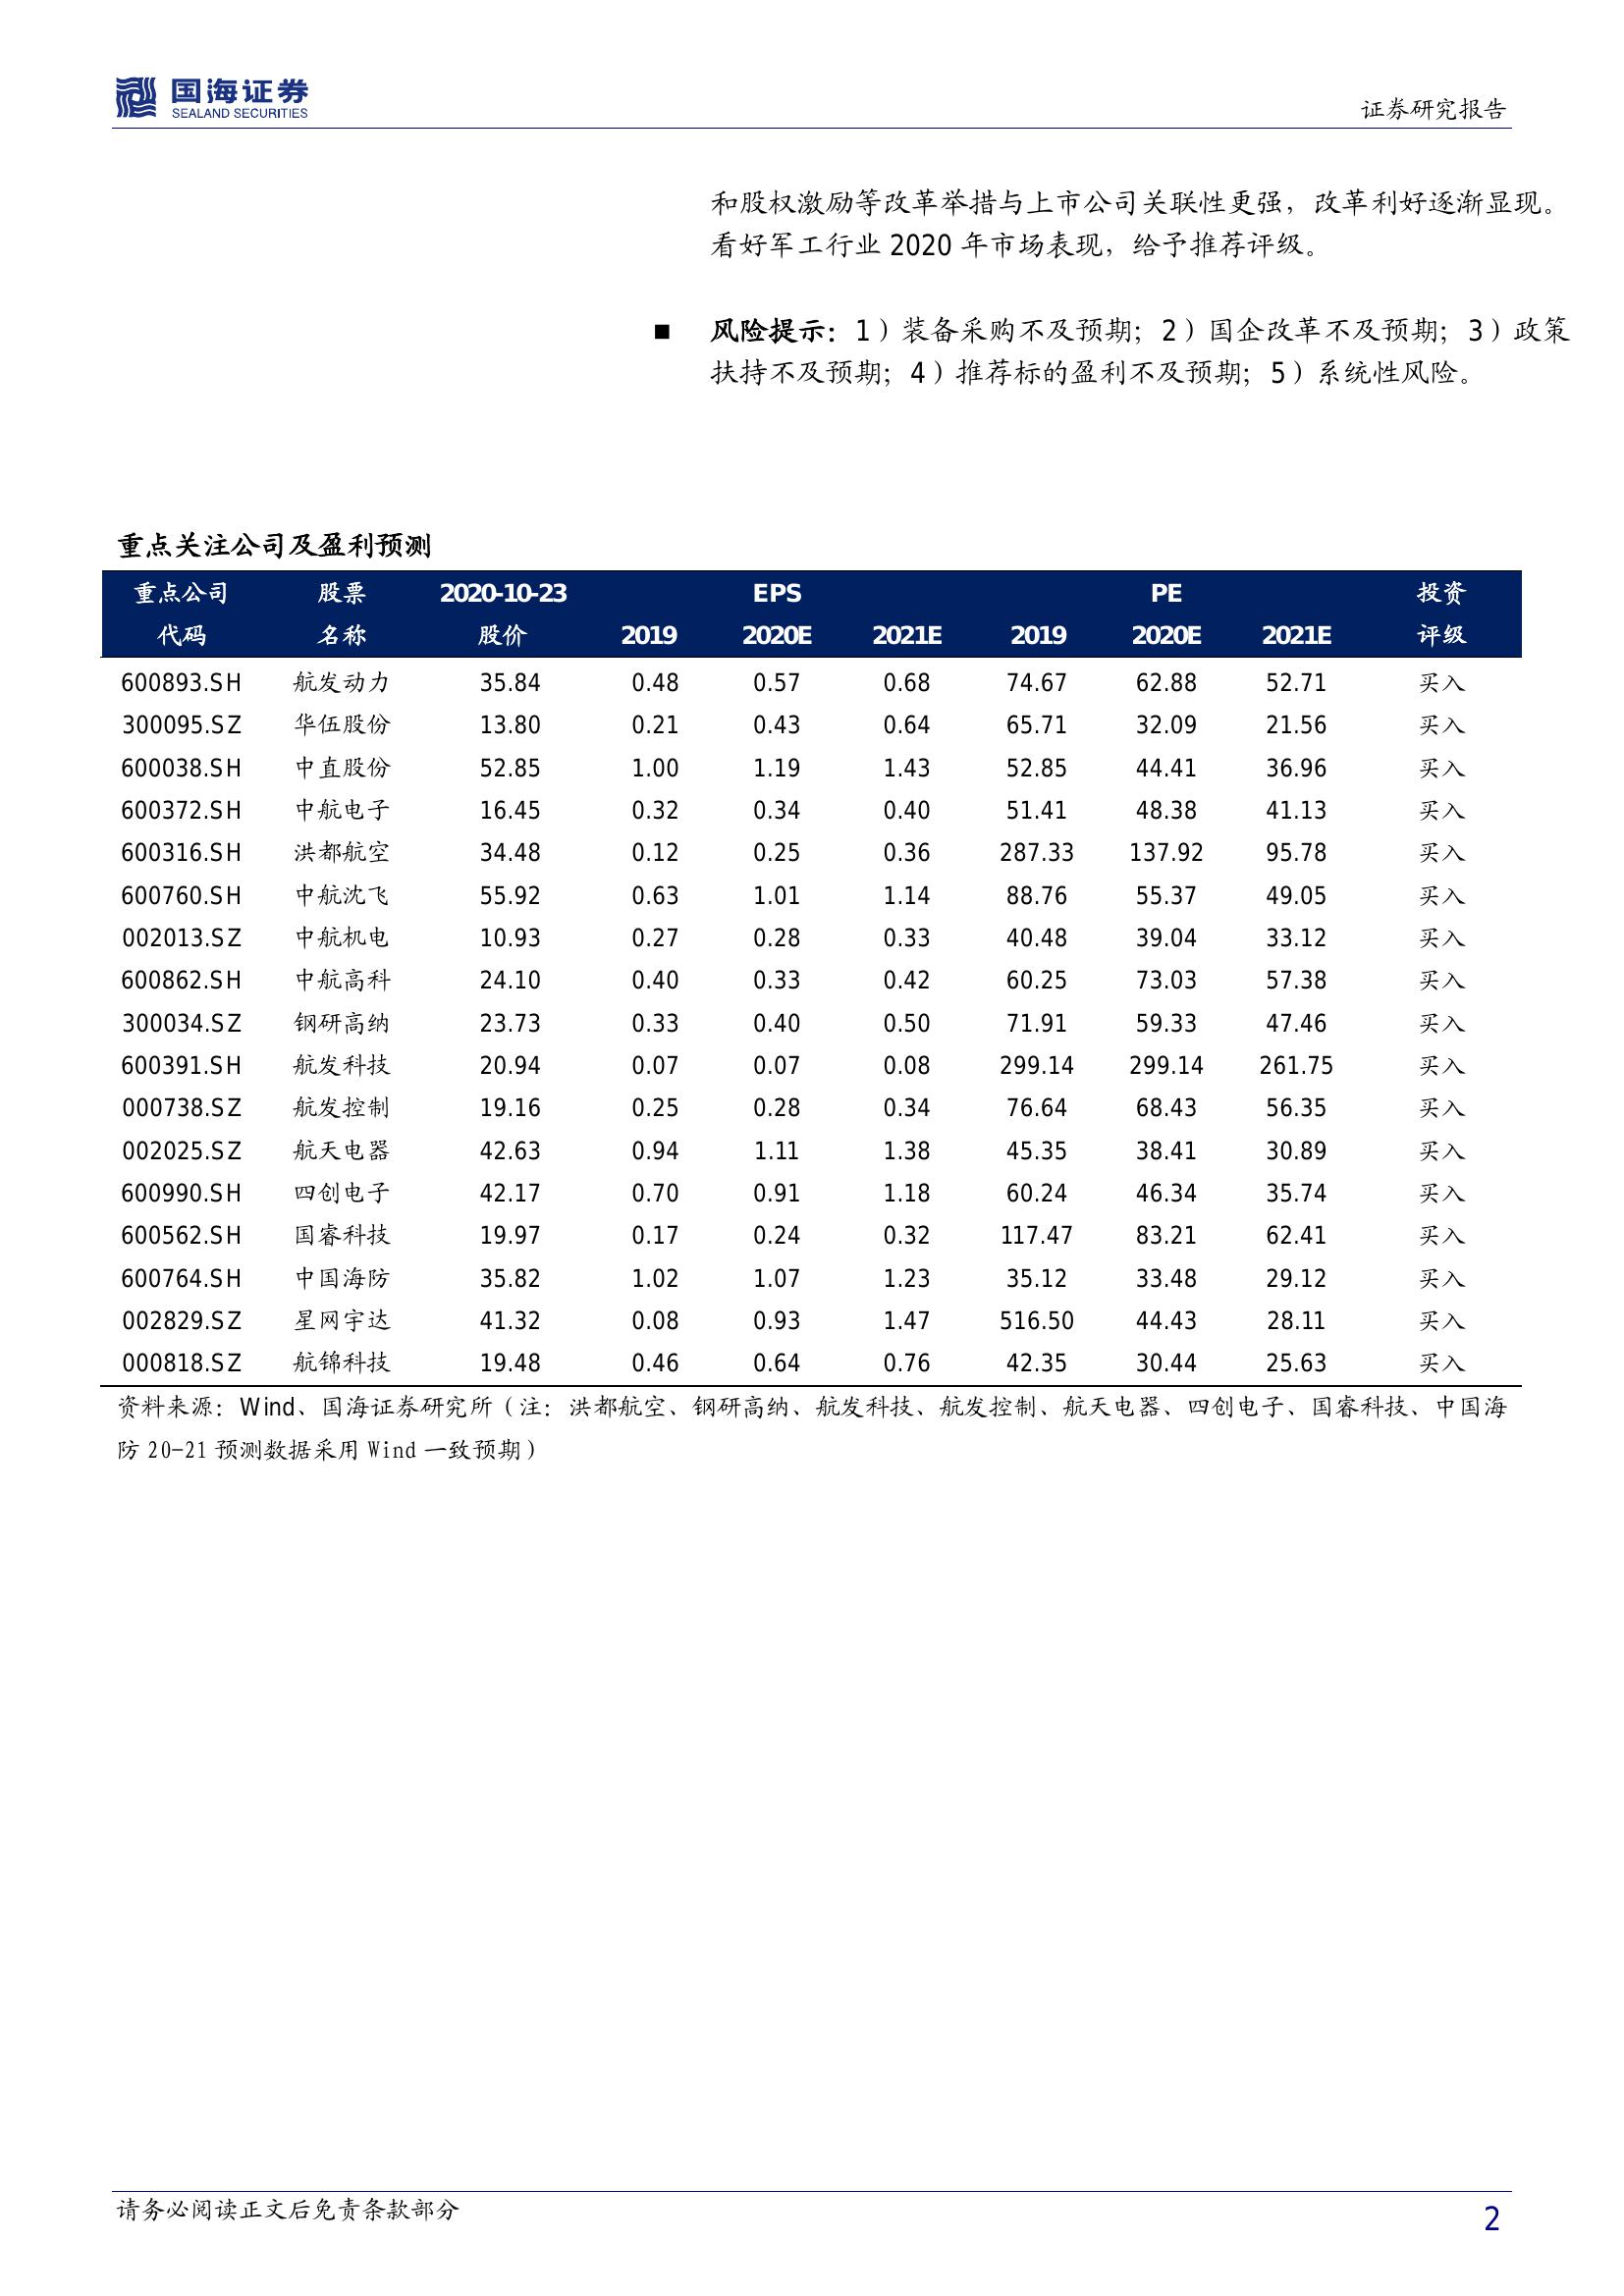 国海证券
SEALAND SECURITIES
证券研究报告
和股权激励等改革举措与上市公司关联性更强，改革利好逐渐显现。
看好军工行业 2020 年市场表现，给予推荐评级。
■ 风险提示：1）装备采购不及预期；2）国企改革不及预期；3）政策
扶持不及预期；4）推荐标的盈利不及预期；5）系统性风险。
重点关注公司及盈利预测
重点公司 股票 2020-10-23 EPS PE 投资
代码 名称 股价 2019 2020E 2021E 2019 2020E 2021E 评级
600893.SH 航发动力 35.84 0.48 0.57 0.68 74.67 62.88 52.71 买入
300095.SZ 华伍股份 13.80 0.21 0.43 0.64 65.71 32.09 21.56 买入
600038.SH 中直股份 52.85 1.00 1.19 1.43 52.85 44.41 36.96 买入
600372.SH 中航电子 16.45 0.32 0.34 0.40 51.41 48.38 41.13 买入
600316.SH 洪都航空 34.48 0.12 0.25 0.36 287.33 137.92 95.78 买入
600760.SH 中航沈飞 55.92 0.63 1.01 1.14 88.76 55.37 49.05 买入
002013.SZ 中航机电 10.93 0.27 0.28 0.33 40.48 39.04 33.12 买入
600862.SH 中航高科 24.10 0.40 0.33 0.42 60.25 73.03 57.38 买入
300034.SZ 钢研高纳 23.73 0.33 0.40 0.50 71.91 59.33 47.46 买入
600391.SH 航发科技 20.94 0.07 0.07 0.08 299.14 299.14 261.75 买入
000738.SZ 航发控制 19.16 0.25 0.28 0.34 76.64 68.43 56.35 买入
002025.SZ 航天电器 42.63 0.94 1.11 1.38 45.35 38.41 30.89 买入
600990.SH 四创电子 42.17 0.70 0.91 1.18 60.24 46.34 35.74 买入
600562.SH 国睿科技 19.97 0.17 0.24 0.32 117.47 83.21 62.41 买入
600764.SH 中国海防 35.82 1.02 1.07 1.23 35.12 33.48 29.12 买入
002829.SZ 星网宇达 41.32 0.08 0.93 1.47 516.50 44.43 28.11 买入
000818.SZ 航锦科技 19.48 0.46 0.64 0.76 42.35 30.44 25.63 买入
资料来源：Wind、国海证券研究所（注：洪都航空、钢研高纳、航发科技、航发控制、航天电器、四创电子、国睿科技、中国海
防 20-21 预测数据采用 Wind 一致预期）
请务必阅读正文后免责条款部分
2